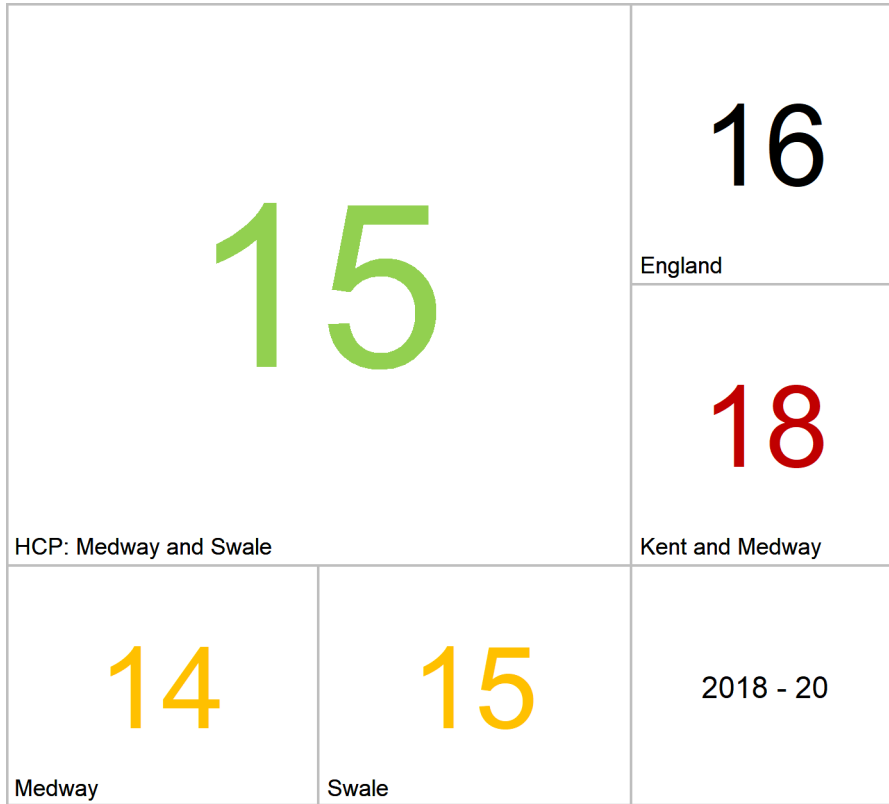 15
HCP: Medway and Swale
16
England
18
Kent and Medway
14
Medway
15
Swale
2018 - 20